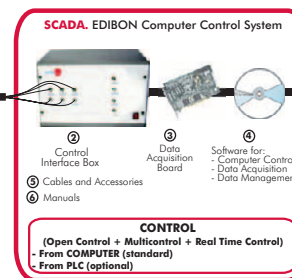 SCADA. EDIBON Computer Control System
② Control Interface Box
③ Data Acquisition Board
④ Software for:
- Computer Control
- Data Acquisition
- Data Management
⑤ Cables and Accessories
⑥ Manuals
CONTROL
(Open Control + Multicontrol + Real Time Control)
- From COMPUTER (standard)
- From PLC (optional)